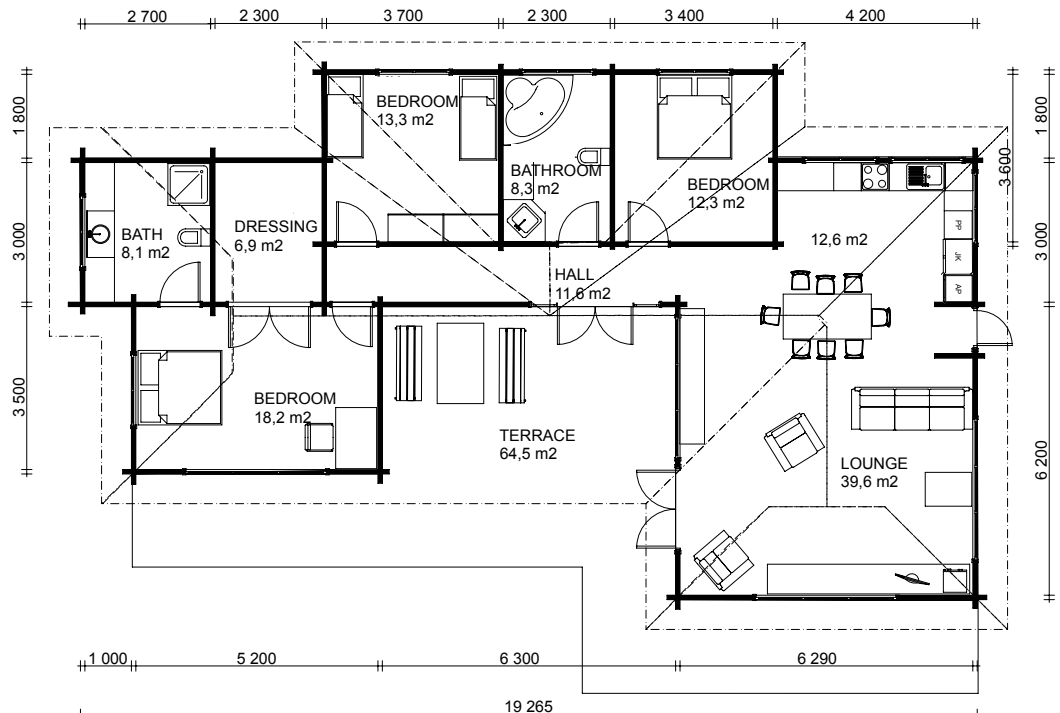 2 700
2 300
3 700
2 300
3 400
4 200
1 800
3 000
3 500
1 800
3 600
3 000
6 200
BEDROOM
13,3 m2
BATHROOM
8,3 m2
BEDROOM
12,3 m2
BATH
8,1 m2
DRESSING
6,9 m2
HALL
11,6 m2
12,6 m2
PP
JK
AP
BEDROOM
18,2 m2
TERRACE
64,5 m2
LOUNGE
39,6 m2
1 000
5 200
6 300
6 290
19 265